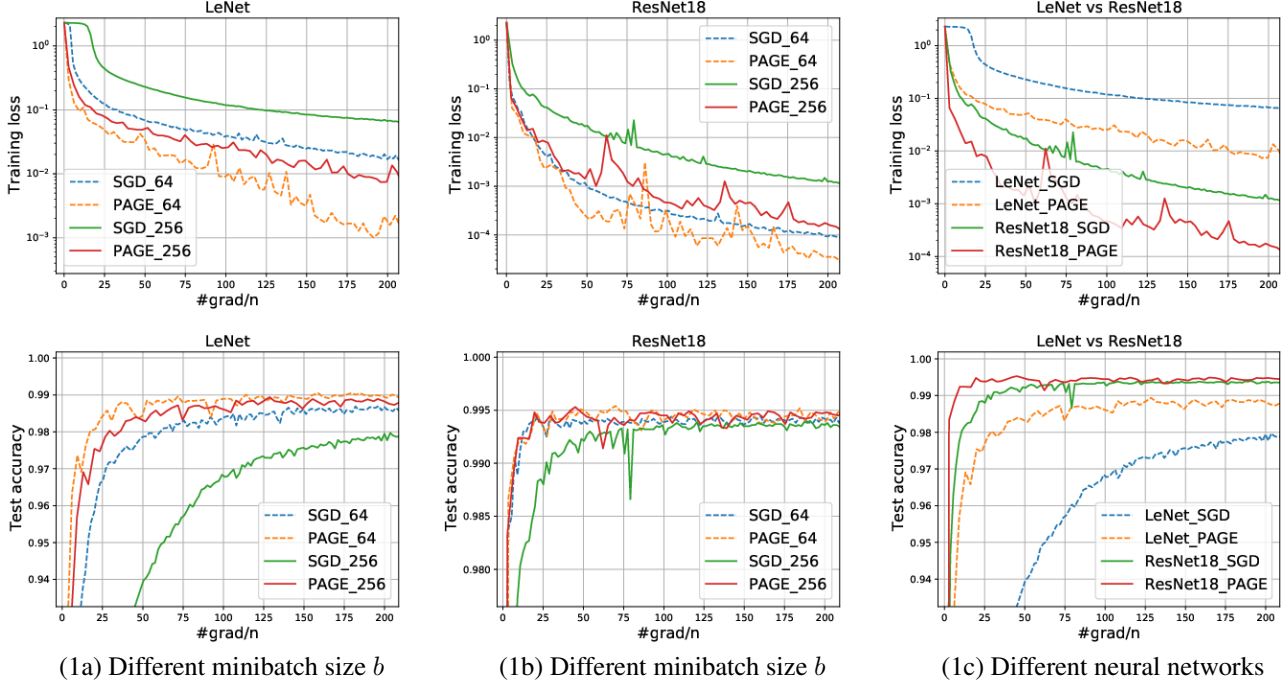 LeNet
ResNet18
LeNet vs ResNet18
Training loss
10⁰
10⁻¹
10⁻²
10⁻³
SGD_64
PAGE_64
SGD_256
PAGE_256
0 25 50 75 100 125 150 175 200
#grad/n
Training loss
10⁰
10⁻¹
10⁻²
10⁻³
10⁻⁴
SGD_64
PAGE_64
SGD_256
PAGE_256
0 25 50 75 100 125 150 175 200
#grad/n
Training loss
10⁰
10⁻¹
10⁻²
10⁻³
10⁻⁴
LeNet_SGD
LeNet_PAGE
ResNet18_SGD
ResNet18_PAGE
0 25 50 75 100 125 150 175 200
#grad/n
LeNet
ResNet18
LeNet vs ResNet18
Test accuracy
1.00
0.99
0.98
0.97
0.96
0.95
0.94
SGD_64
PAGE_64
SGD_256
PAGE_256
0 25 50 75 100 125 150 175 200
#grad/n
Test accuracy
1.000
0.995
0.990
0.985
0.980
SGD_64
PAGE_64
SGD_256
PAGE_256
0 25 50 75 100 125 150 175 200
#grad/n
Test accuracy
1.00
0.99
0.98
0.97
0.96
0.95
0.94
LeNet_SGD
LeNet_PAGE
ResNet18_SGD
ResNet18_PAGE
0 25 50 75 100 125 150 175 200
#grad/n
(1a) Different minibatch size b
(1b) Different minibatch size b
(1c) Different neural networks